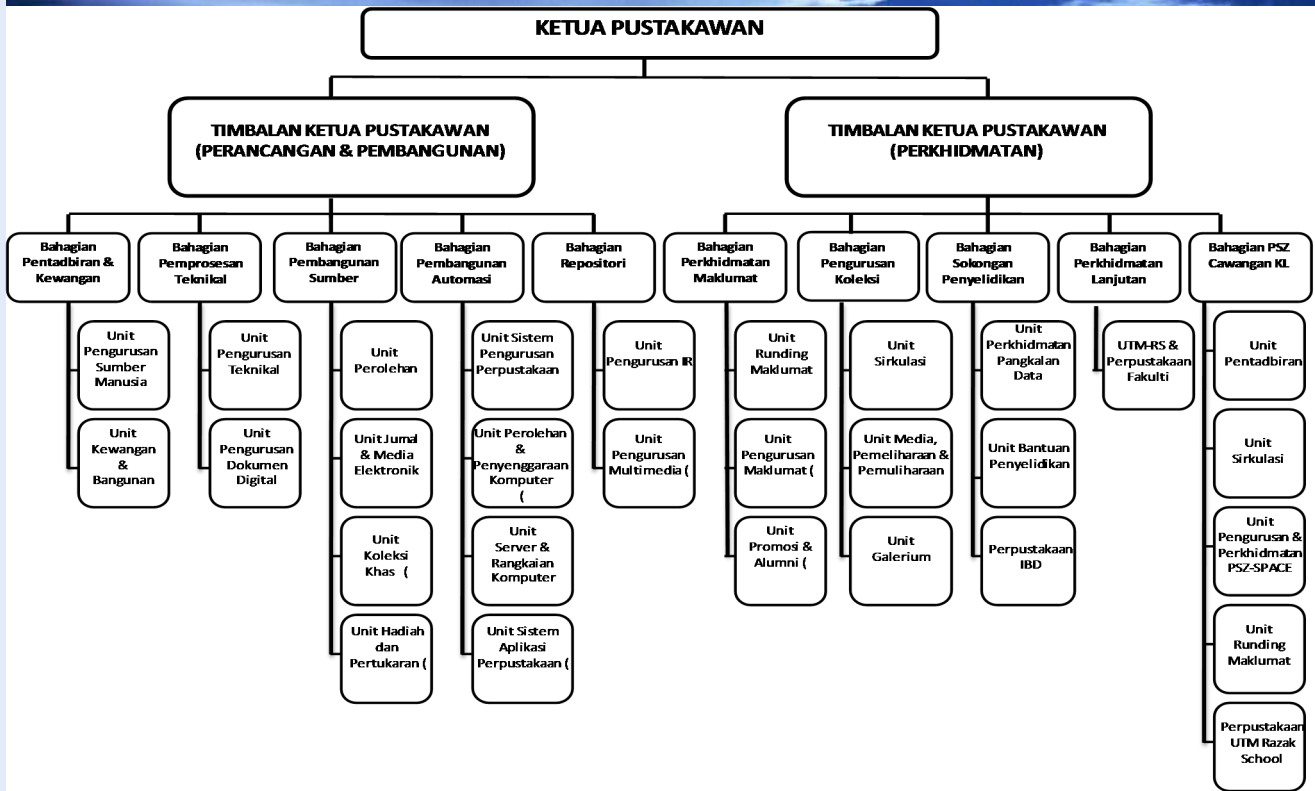 KETUA PUSTAKAWAN
TIMBALAN KETUA PUSTAKAWAN
(PERANCANGAN & PEMBANGUNAN)
TIMBALAN KETUA PUSTAKAWAN
(PERKHIDMATAN)
Bahagian
Pentadbiran &
Kewangan
Bahagian
Pemprosesan
Teknikal
Bahagian
Pembangunan
Sumber
Bahagian
Pembangunan
Automasi
Bahagian
Repositori
Bahagian
Perkhidmatan
Maklumat
Bahagian
Pengurusan
Koleksi
Bahagian
Sokongan
Penyelidikan
Bahagian
Perkhidmatan
Lanjutan
Bahagian PSZ
Cawangan KL
Unit
Pengurusan
Sumber
Manusia
Unit
Kewangan
&
Bangunan
Unit
Pengurusan
Teknikal
Unit
Pengurusan
Dokumen
Digital
Unit
Perolehan
Unit Jurnal
& Media
Elektronik
Unit
Koleksi
Khas (
Unit Hadiah
dan
Pertukaran (
Unit Sistem
Pengurusan
Perpustakaan
Unit Perolehan
&
Penyenggaraan
Komputer
(
Unit
Server &
Rangkaian
Komputer
Unit Sistem
Aplikasi
Perpustakaan (
Unit
Pengurusan IR
Unit
Pengurusan
Multimedia (
Unit
Runding
Maklumat
Unit
Pengurusan
Maklumat (
Unit
Promosi &
Alumni (
Unit
Sirkulasi
Unit Media,
Pemeliharaan &
Pemuliharaan
Unit
Galerium
Unit
Perkhidmatan
Pangkalan
Data
Unit Bantuan
Penyelidikan
Perpustakaan
IBD
UTM-RS &
Perpustakaan
Fakulti
Unit
Pentadbiran
Unit
Sirkulasi
Unit
Pengurusan &
Perkhidmatan
PSZ-SPACE
Unit
Runding
Maklumat
Perpustakaan
UTM Razak
School